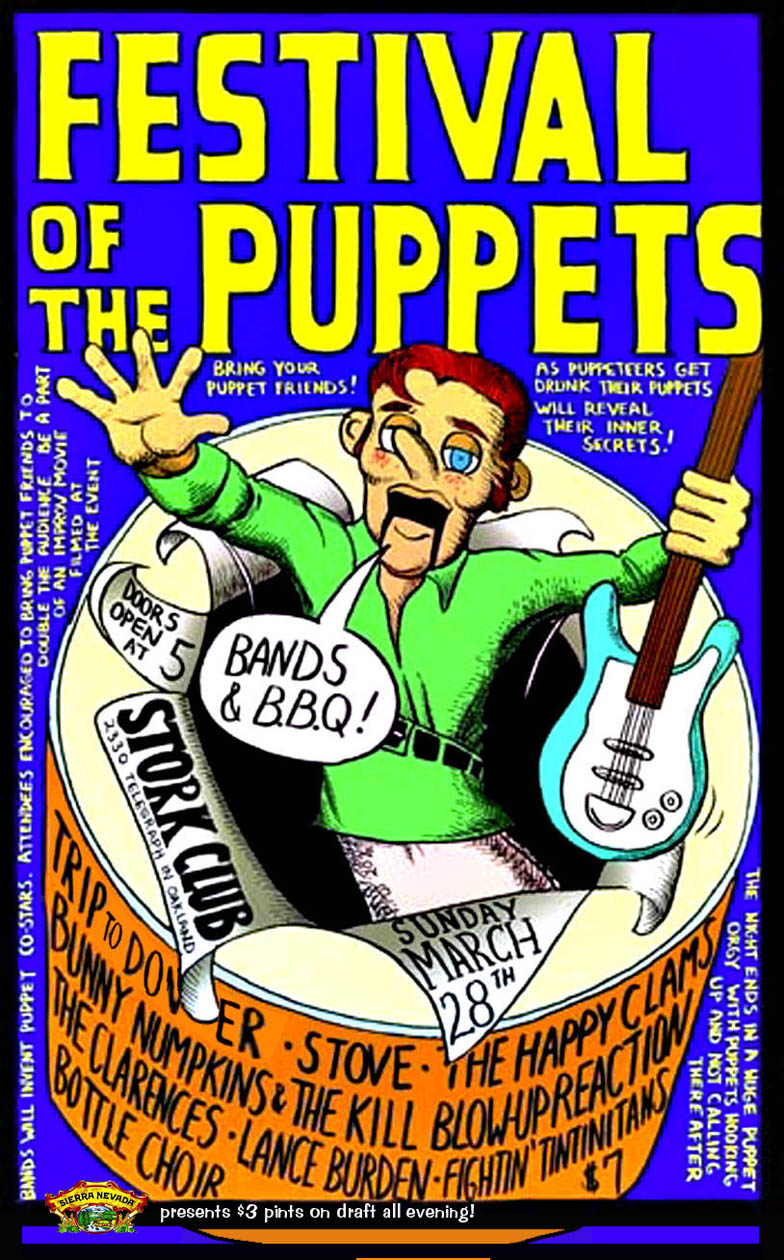 FESTIVAL
OF THE PUPPETS
BRING YOUR
PUPPET FRIENDS!
AS PUPPETEERS GET
DRUNK THEIR PUPPETS
WILL REVEAL
THEIR INNER
SECRETS!
BANDS WILL INVENT PUPPET CO-STARS. ATTENDEES ENCOURAGED TO BRING PUPPET FRIENDS TO
DOUBLE THE AUDIENCE BE A PART
OF AN IMPROV MOVIE
FILMED AT
THE EVENT
DOORS
OPEN
AT 5
BANDS
& B.B.Q!
STORK CLUB
2330 TELEGRAPH IN OAKLAND
SUNDAY
MARCH
28TH
TRIP TO DOVER · STOVE · THE HAPPY CLAMS
BUNNY NUMPKINS & THE KILL BLOW-UP REACTION
THE CLARENCES · LANCE BURDEN · FIGHTIN' TINTINITANS
BOTTLE CHOIR
$7
THE NIGHT ENDS IN A HUGE PUPPET
ORGY WITH PUPPETS HOOKING
UP AND NOT CALLING
THEREAFTER
SIERRA NEVADA
presents $3 pints on draft all evening!